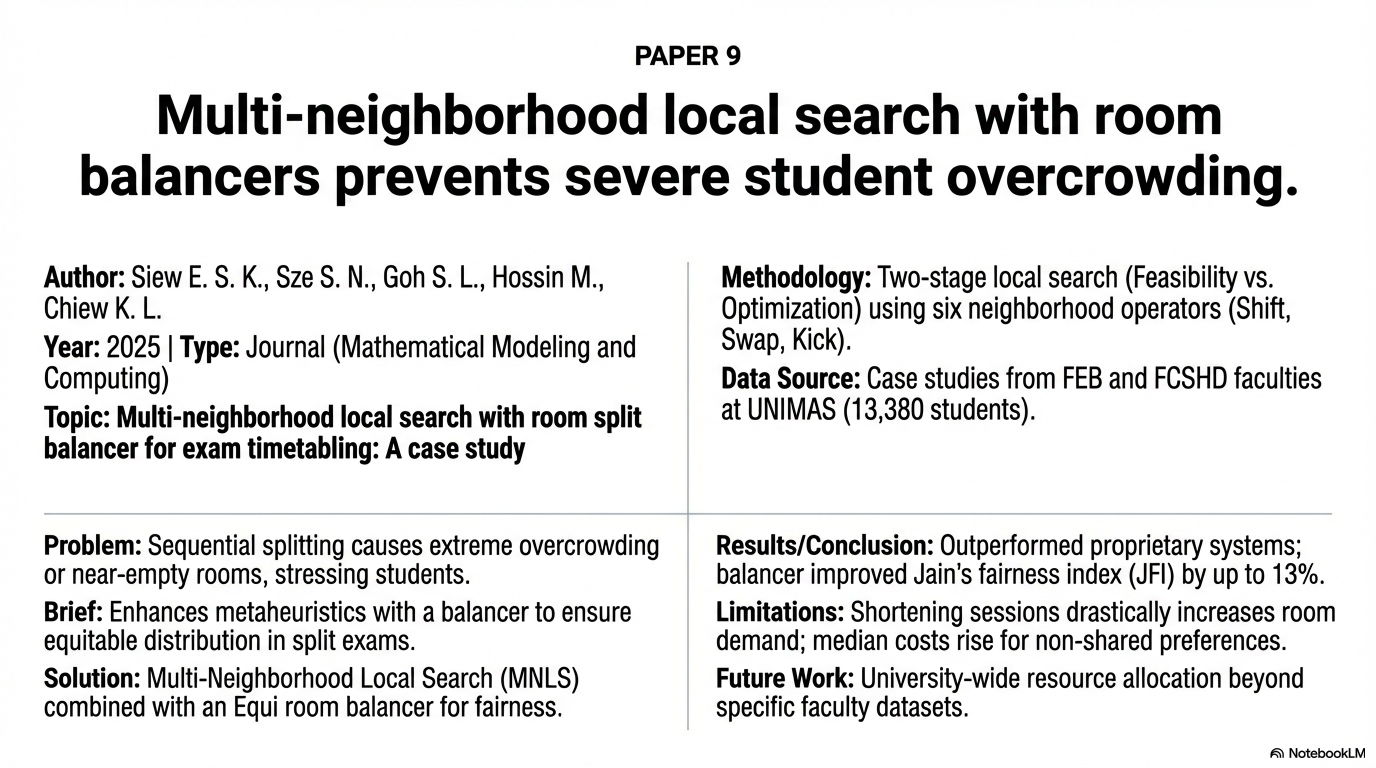 PAPER 9
Multi-neighborhood local search with room
balancers prevents severe student overcrowding.
Author: Siew E. S. K., Sze S. N., Goh S. L., Hossin M.,
Chiew K. L.
Year: 2025 | Type: Journal (Mathematical Modeling and
Computing)
Topic: Multi-neighborhood local search with room split
balancer for exam timetabling: A case study
Methodology: Two-stage local search (Feasibility vs.
Optimization) using six neighborhood operators (Shift,
Swap, Kick).
Data Source: Case studies from FEB and FCSHD faculties
at UNIMAS (13,380 students).
Problem: Sequential splitting causes extreme overcrowding
or near-empty rooms, stressing students.
Brief: Enhances metaheuristics with a balancer to ensure
equitable distribution in split exams.
Solution: Multi-Neighborhood Local Search (MNLS)
combined with an Equi room balancer for fairness.
Results/Conclusion: Outperformed proprietary systems;
balancer improved Jain's fairness index (JFI) by up to 13%.
Limitations: Shortening sessions drastically increases room
demand; median costs rise for non-shared preferences.
Future Work: University-wide resource allocation beyond
specific faculty datasets.
NotebookLM